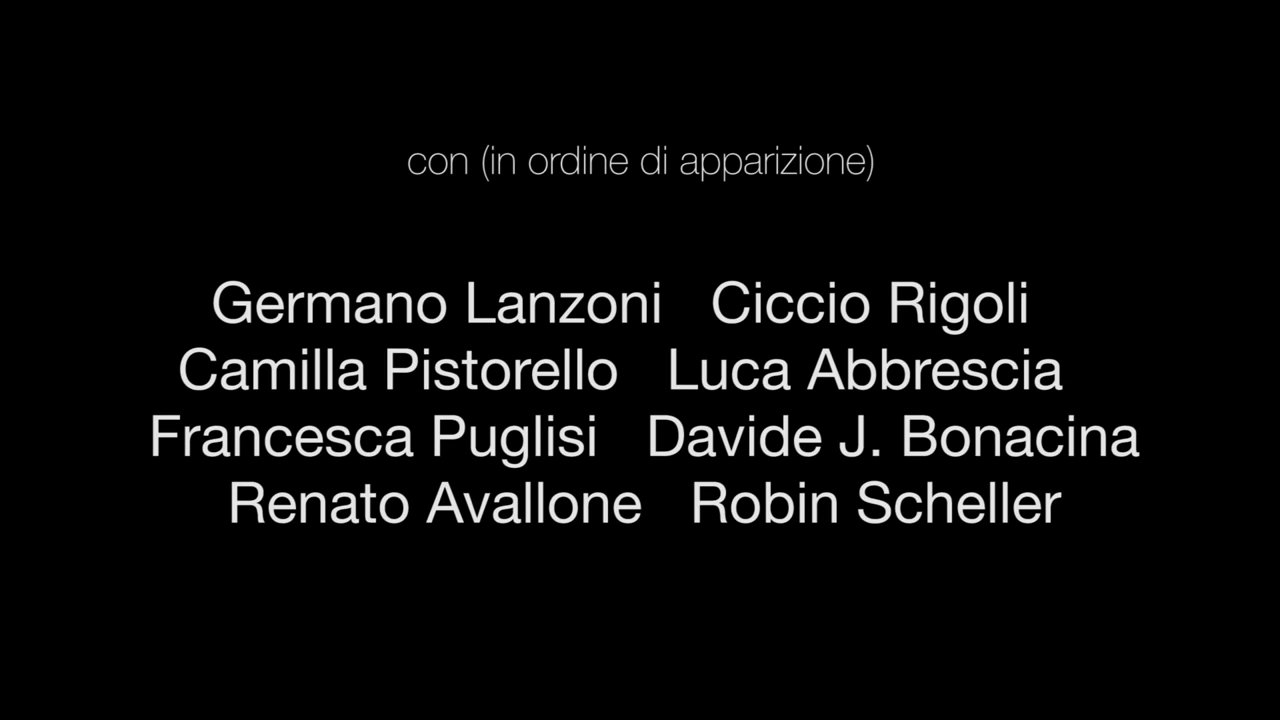 con (in ordine di apparizione)
Germano Lanzoni Ciccio Rigoli
Camilla Pistorello Luca Abbrescia
Francesca Puglisi Davide J. Bonacina
Renato Avallone Robin Scheller